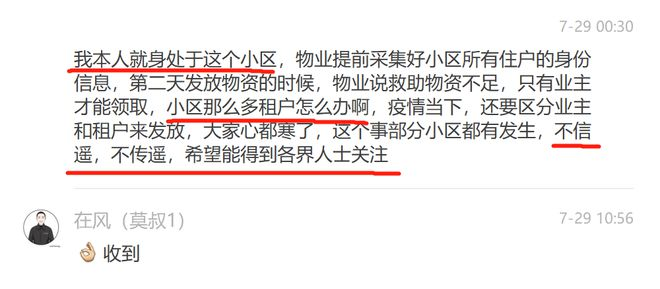 7-29 00:30
我本人就身处于这个小区，物业提前采集好小区所有住户的身份
信息，第二天发放物资的时候，物业说救助物资不足，只有业主
才能领取，小区那么多租户怎么办啊，疫情当下，还要区分业主
和租户来发放，大家心都寒了，这个事部分小区都有发生，不信
遥，不传遥，希望能得到各界人士关注
在风（莫叔1）
7-29 10:56
👌🏼 收到